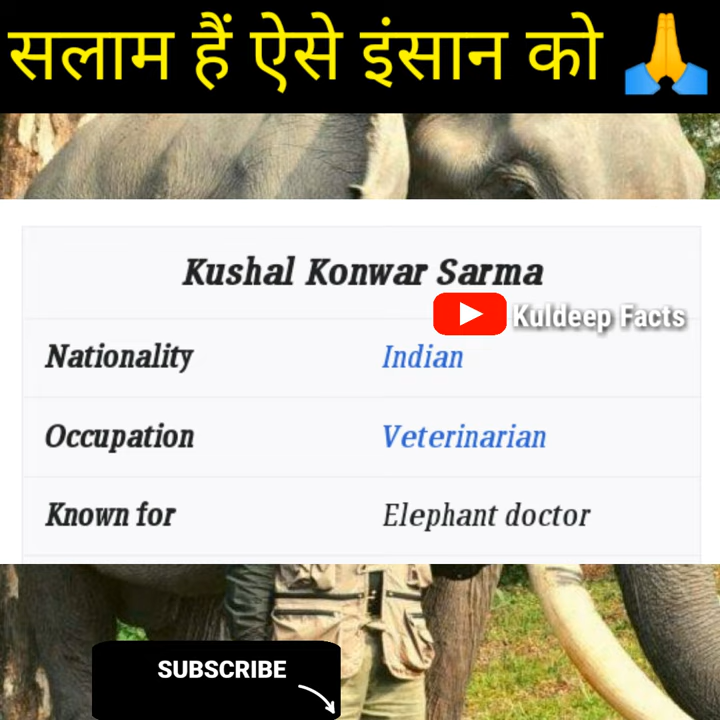 सलाम हैं ऐसे इंसान को 🙏
Kushal Konwar Sarma
Kuldeep Facts
Nationality Indian
Occupation Veterinarian
Known for Elephant doctor
SUBSCRIBE